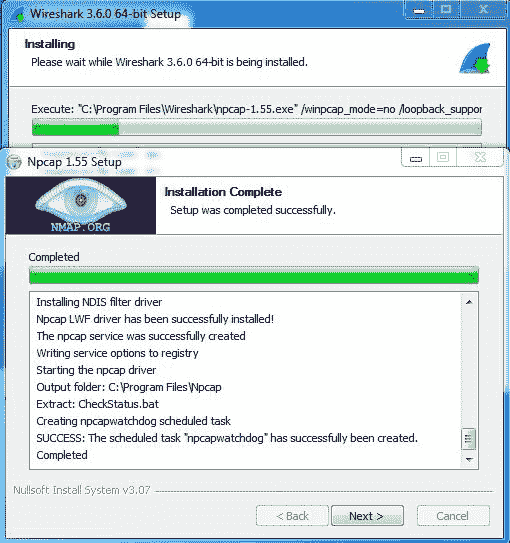 Wireshark 3.6.0 64-bit Setup
Installing
Please wait while Wireshark 3.6.0 64-bit is being installed.
Execute: "C:\Program Files\Wireshark\npcap-1.55.exe" /winpcap_mode=no /loopback_suppor
Npcap 1.55 Setup
NMAP.ORG
Installation Complete
Setup was completed successfully.
Completed
Installing NDIS filter driver
Npcap LWF driver has been successfully installed!
The npcap service was successfully created
Writing service options to registry
Starting the npcap driver
Output folder: C:\Program Files\Npcap
Extract: CheckStatus.bat
Creating npcapwatchdog scheduled task
SUCCESS: The scheduled task "npcapwatchdog" has successfully been created.
Completed
Nullsoft Install System v3.07
< Back Next > Cancel